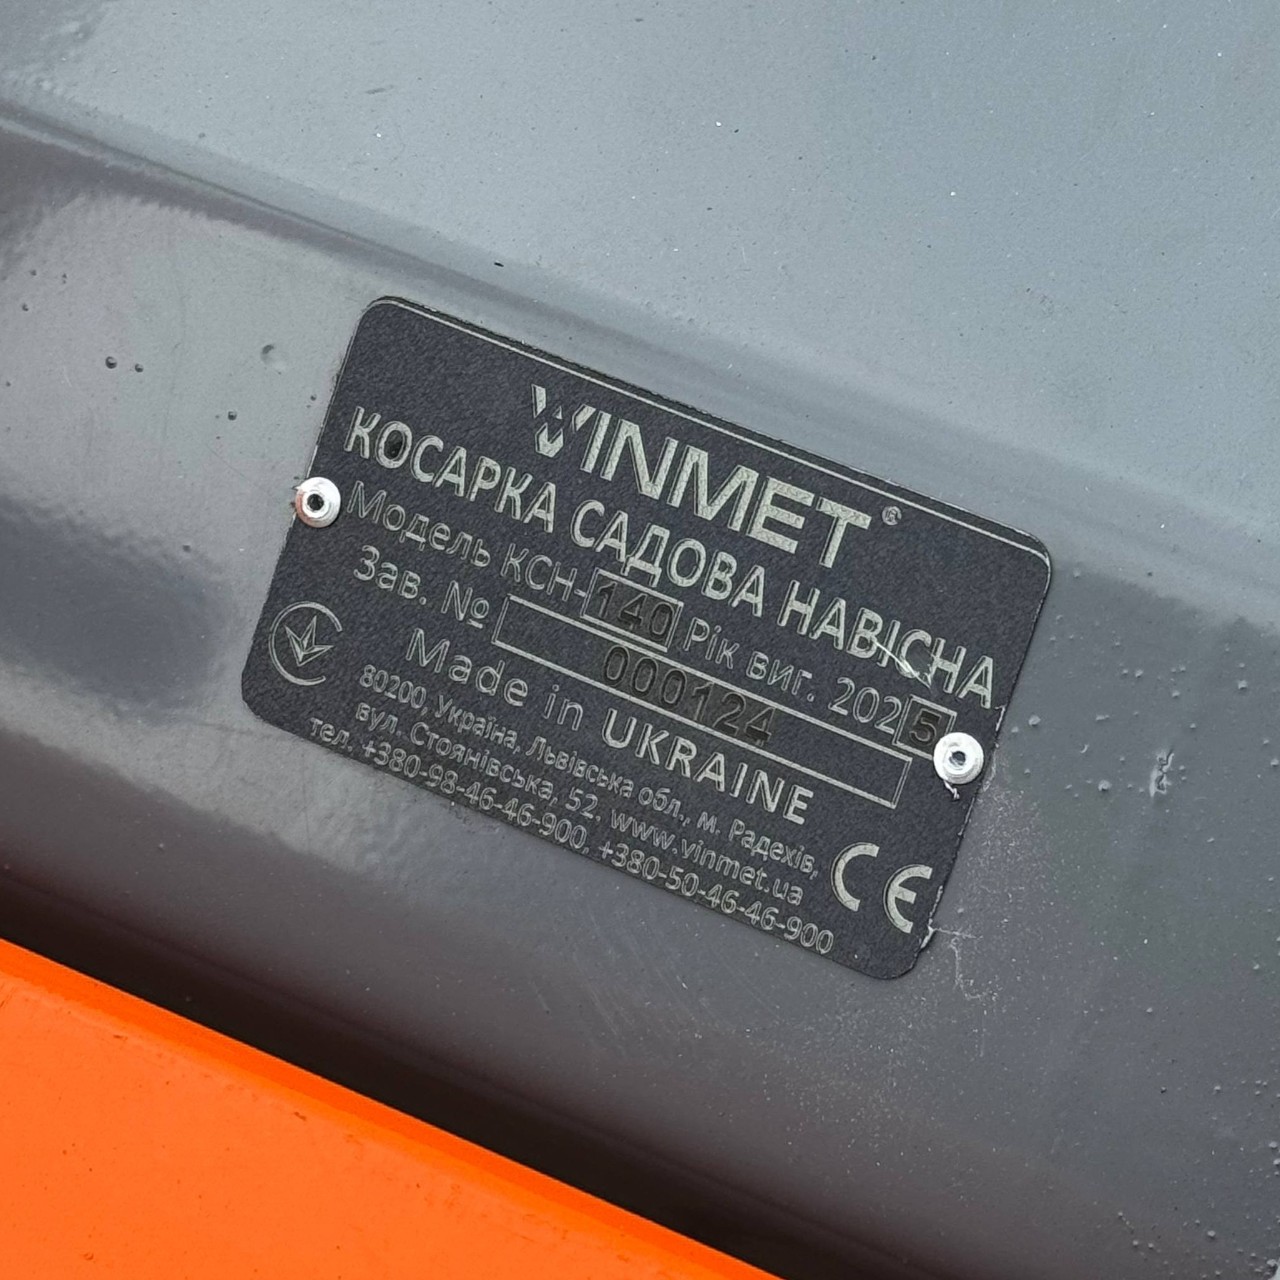 VINMET®
КОСАРКА САДОВА НАВІСНА
Модель КСН-140 Рік виг. 2025
Зав. № 000124
Made in UKRAINE
80200, Україна, Львівська обл., м. Радехів,
вул. Стоянівська, 52, www.vinmet.ua
тел. +380-98-46-46-900, +380-50-46-46-900
CE